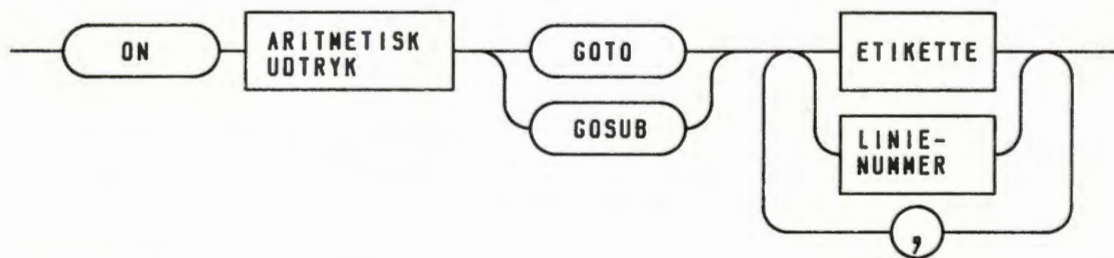 ON
ARITMETISK
UDTRYK
GOTO
GOSUB
ETIKETTE
LINIE-
NUMMER
,